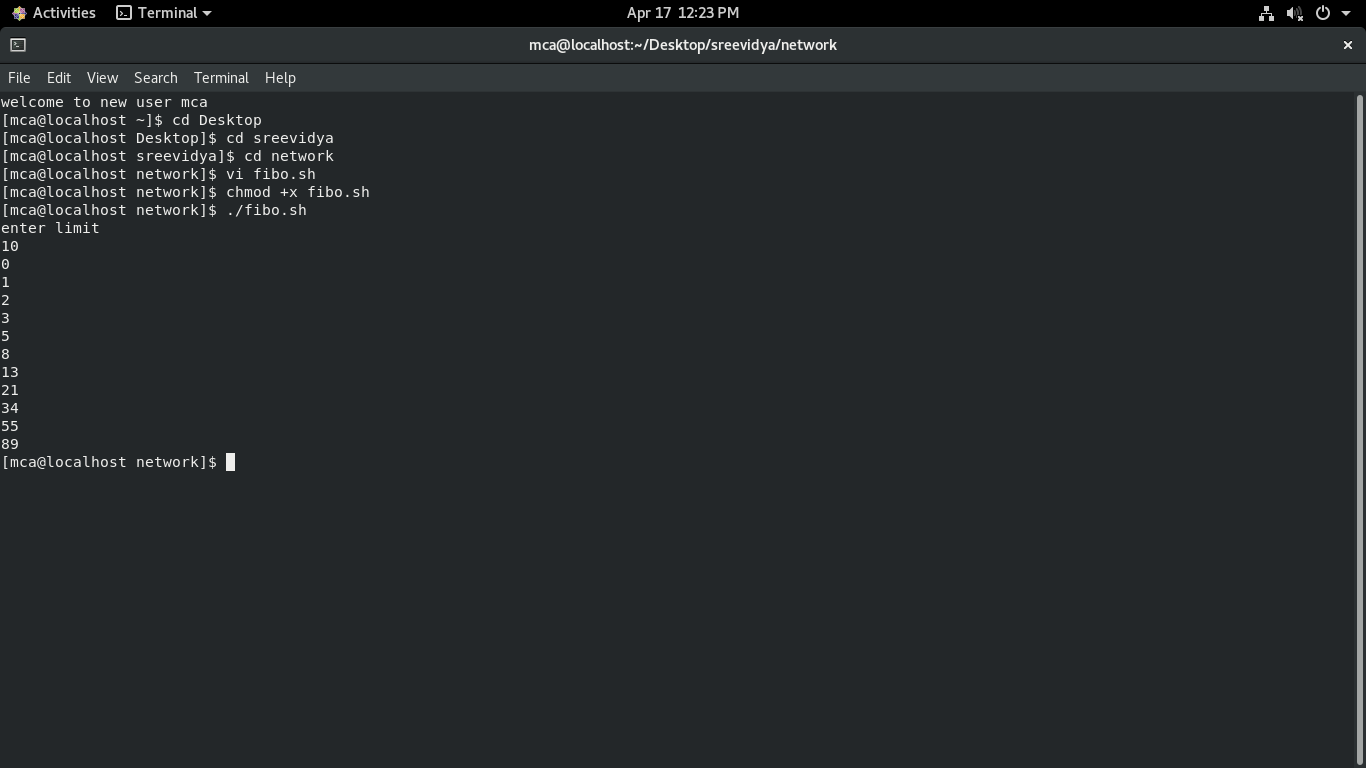 Activities Terminal Apr 17 12:23 PM
mca@localhost:~/Desktop/sreevidya/network
File Edit View Search Terminal Help
welcome to new user mca
[mca@localhost ~]$ cd Desktop
[mca@localhost Desktop]$ cd sreevidya
[mca@localhost sreevidya]$ cd network
[mca@localhost network]$ vi fibo.sh
[mca@localhost network]$ chmod +x fibo.sh
[mca@localhost network]$ ./fibo.sh
enter limit
10
0
1
2
3
5
8
13
21
34
55
89
[mca@localhost network]$